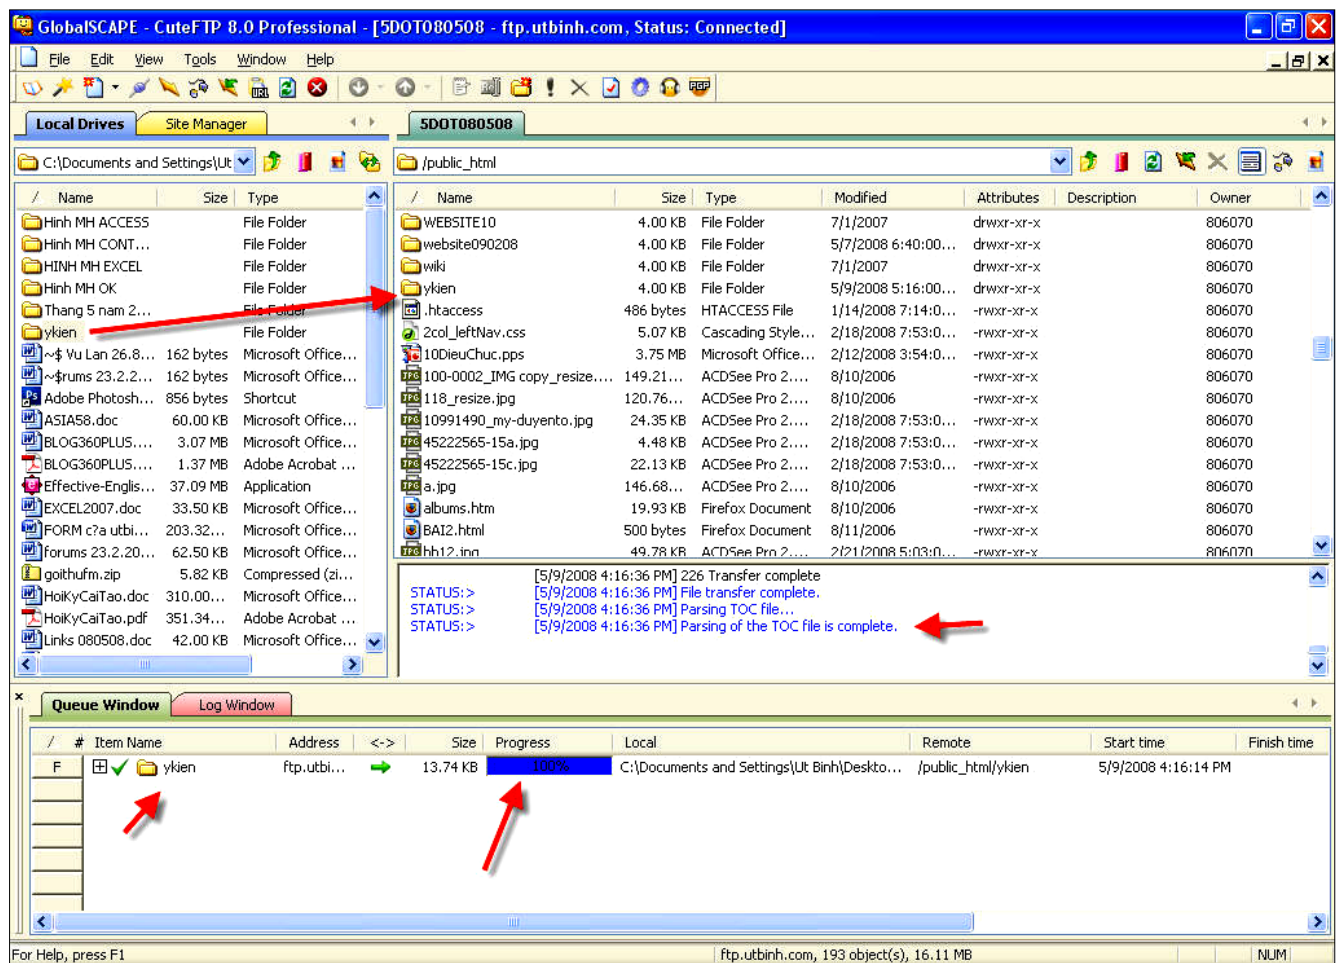 GlobalSCAPE - CuteFTP 8.0 Professional - [5DOT080508 - ftp.utbinh.com, Status: Connected]
File Edit View Tools Window Help
Local Drives Site Manager 5DOT080508
C:\Documents and Settings\Ut /public_html
/ Name Size Type / Name Size Type Modified Attributes Description Owner
Hinh MH ACCESS File Folder WEBSITE10 4.00 KB File Folder 7/1/2007 drwxr-xr-x 806070
Hinh MH CONT... File Folder website090208 4.00 KB File Folder 5/7/2008 6:40:00... drwxr-xr-x 806070
HINH MH EXCEL File Folder wiki 4.00 KB File Folder 7/1/2007 drwxr-xr-x 806070
Hinh MH OK File Folder ykien 4.00 KB File Folder 5/9/2008 5:16:00... drwxr-xr-x 806070
Thang 5 nam 2... File Folder .htaccess 486 bytes HTACCESS File 1/14/2008 7:14:0... -rwxr-xr-x 806070
ykien File Folder 2col_leftNav.css 5.07 KB Cascading Style... 2/18/2008 7:53:0... -rwxr-xr-x 806070
~$ Vu Lan 26.8... 162 bytes Microsoft Office... 10DieuChuc.pps 3.75 MB Microsoft Office... 2/12/2008 3:54:0... -rwxr-xr-x 806070
~$rums 23.2.2... 162 bytes Microsoft Office... 100-0002_IMG copy_resize.... 149.21... ACDSee Pro 2.... 8/10/2006 -rwxr-xr-x 806070
Adobe Photosh... 856 bytes Shortcut 118_resize.jpg 120.76... ACDSee Pro 2.... 8/10/2006 -rwxr-xr-x 806070
ASIA58.doc 60.00 KB Microsoft Office... 10991490_my-duyento.jpg 24.35 KB ACDSee Pro 2.... 2/18/2008 7:53:0... -rwxr-xr-x 806070
BLOG360PLUS.... 3.07 MB Microsoft Office... 45222565-15a.jpg 4.48 KB ACDSee Pro 2.... 2/18/2008 7:53:0... -rwxr-xr-x 806070
BLOG360PLUS.... 1.37 MB Adobe Acrobat ... 45222565-15c.jpg 22.13 KB ACDSee Pro 2.... 2/18/2008 7:53:0... -rwxr-xr-x 806070
Effective-Englis... 37.09 MB Application a.jpg 146.68... ACDSee Pro 2.... 8/10/2006 -rwxr-xr-x 806070
EXCEL2007.doc 33.50 KB Microsoft Office... albums.htm 19.93 KB Firefox Document 8/10/2006 -rwxr-xr-x 806070
FORM c?a utbi... 203.32... Microsoft Office... BAI2.html 500 bytes Firefox Document 8/11/2006 -rwxr-xr-x 806070
forums 23.2.20... 62.50 KB Microsoft Office... hh12.jpg 49.78 KB ACDSee Pro 2.... 2/21/2008 5:03:0... -rwxr-xr-x 806070
goithufm.zip 5.82 KB Compressed (zi... [5/9/2008 4:16:36 PM] 226 Transfer complete
HoiKyCaiTao.doc 310.00... Microsoft Office... STATUS:> [5/9/2008 4:16:36 PM] File transfer complete.
HoiKyCaiTao.pdf 351.34... Adobe Acrobat ... STATUS:> [5/9/2008 4:16:36 PM] Parsing TOC file...
Links 080508.doc 42.00 KB Microsoft Office... STATUS:> [5/9/2008 4:16:36 PM] Parsing of the TOC file is complete.
Queue Window Log Window
/ # Item Name Address <-> Size Progress Local Remote Start time Finish time
F ykien ftp.utbi... 13.74 KB 100% C:\Documents and Settings\Ut Binh\Deskto... /public_html/ykien 5/9/2008 4:16:14 PM
For Help, press F1 ftp.utbinh.com, 193 object(s), 16.11 MB NUM